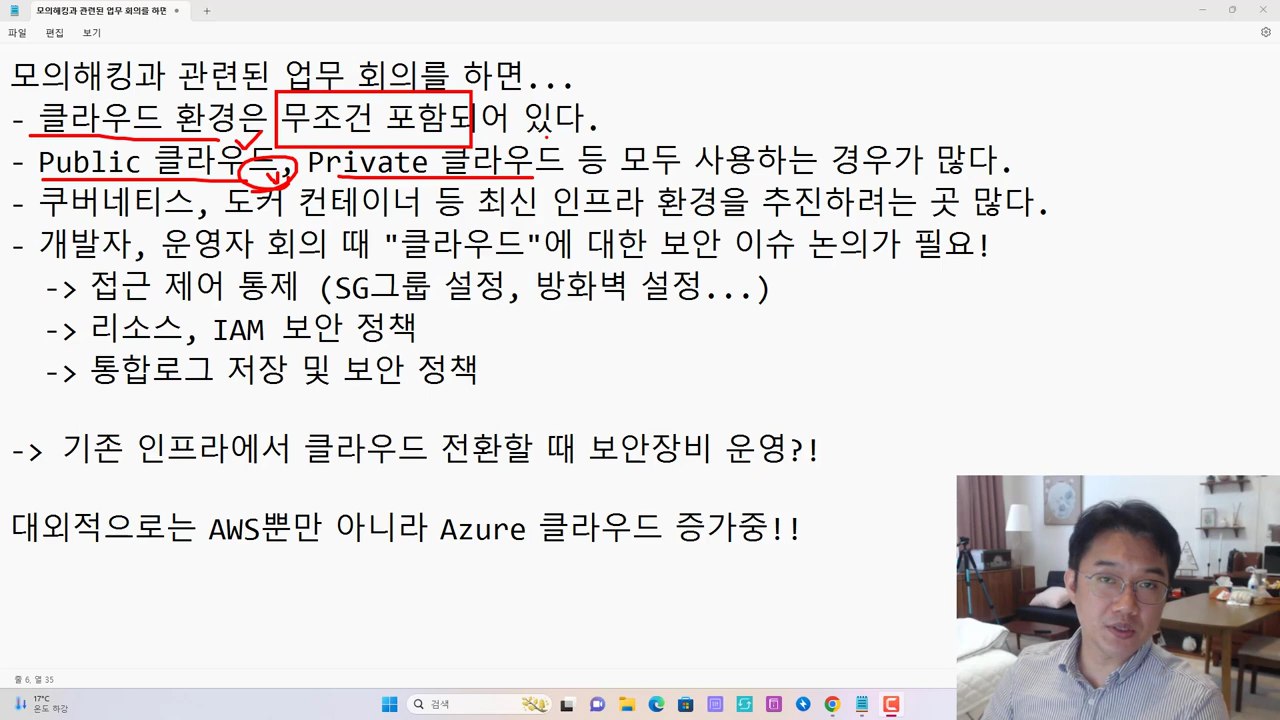 모의해킹과 관련된 업무 회의를 하면
파일 편집 보기
모의해킹과 관련된 업무 회의를 하면...
- 클라우드 환경은 무조건 포함되어 있다.
- Public 클라우드, Private 클라우드 등 모두 사용하는 경우가 많다.
- 쿠버네티스, 도커 컨테이너 등 최신 인프라 환경을 추진하려는 곳 많다.
- 개발자, 운영자 회의 때 "클라우드"에 대한 보안 이슈 논의가 필요!
-> 접근 제어 통제 (SG그룹 설정, 방화벽 설정...)
-> 리소스, IAM 보안 정책
-> 통합로그 저장 및 보안 정책
-> 기존 인프라에서 클라우드 전환할 때 보안장비 운영?!
대외적으로는 AWS뿐만 아니라 Azure 클라우드 증가중!!
줄 6, 열 35
17°C
온도 하강
검색